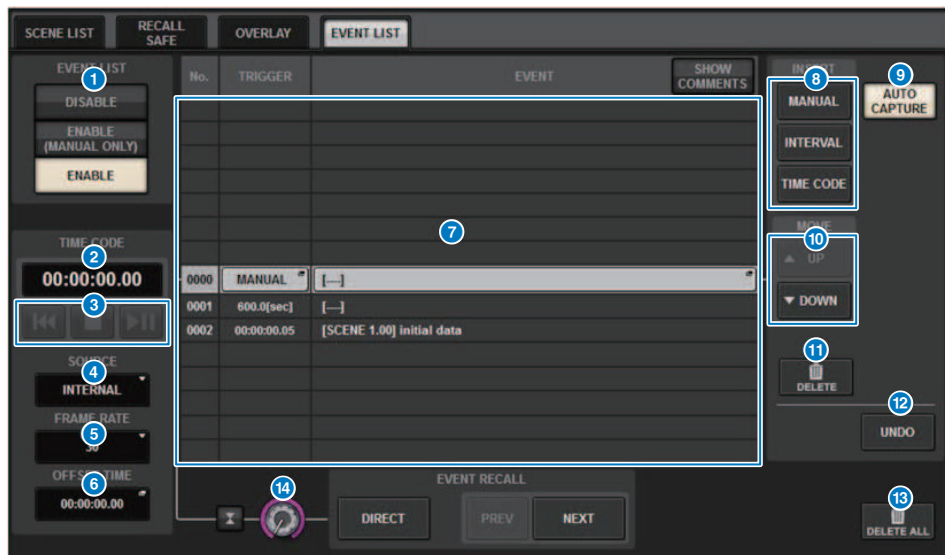 SCENE LIST
RECALL
SAFE
OVERLAY
EVENT LIST
EVENT LIST
1
DISABLE
ENABLE
(MANUAL ONLY)
ENABLE
TIME CODE
2
00:00:00.00
3
SOURCE
4
INTERNAL
FRAME RATE
5
30
OFFSET TIME
6
00:00:00.00
No.
TRIGGER
EVENT
SHOW
COMMENTS
7
0000
MANUAL
[---]
0001
600.0[sec]
[---]
0002
00:00:00.05
[SCENE 1.00] initial data
14
EVENT RECALL
DIRECT
PREV
NEXT
INSERT
8
MANUAL
INTERVAL
TIME CODE
9
AUTO
CAPTURE
MOVE
10
UP
DOWN
11
DELETE
12
UNDO
13
DELETE ALL